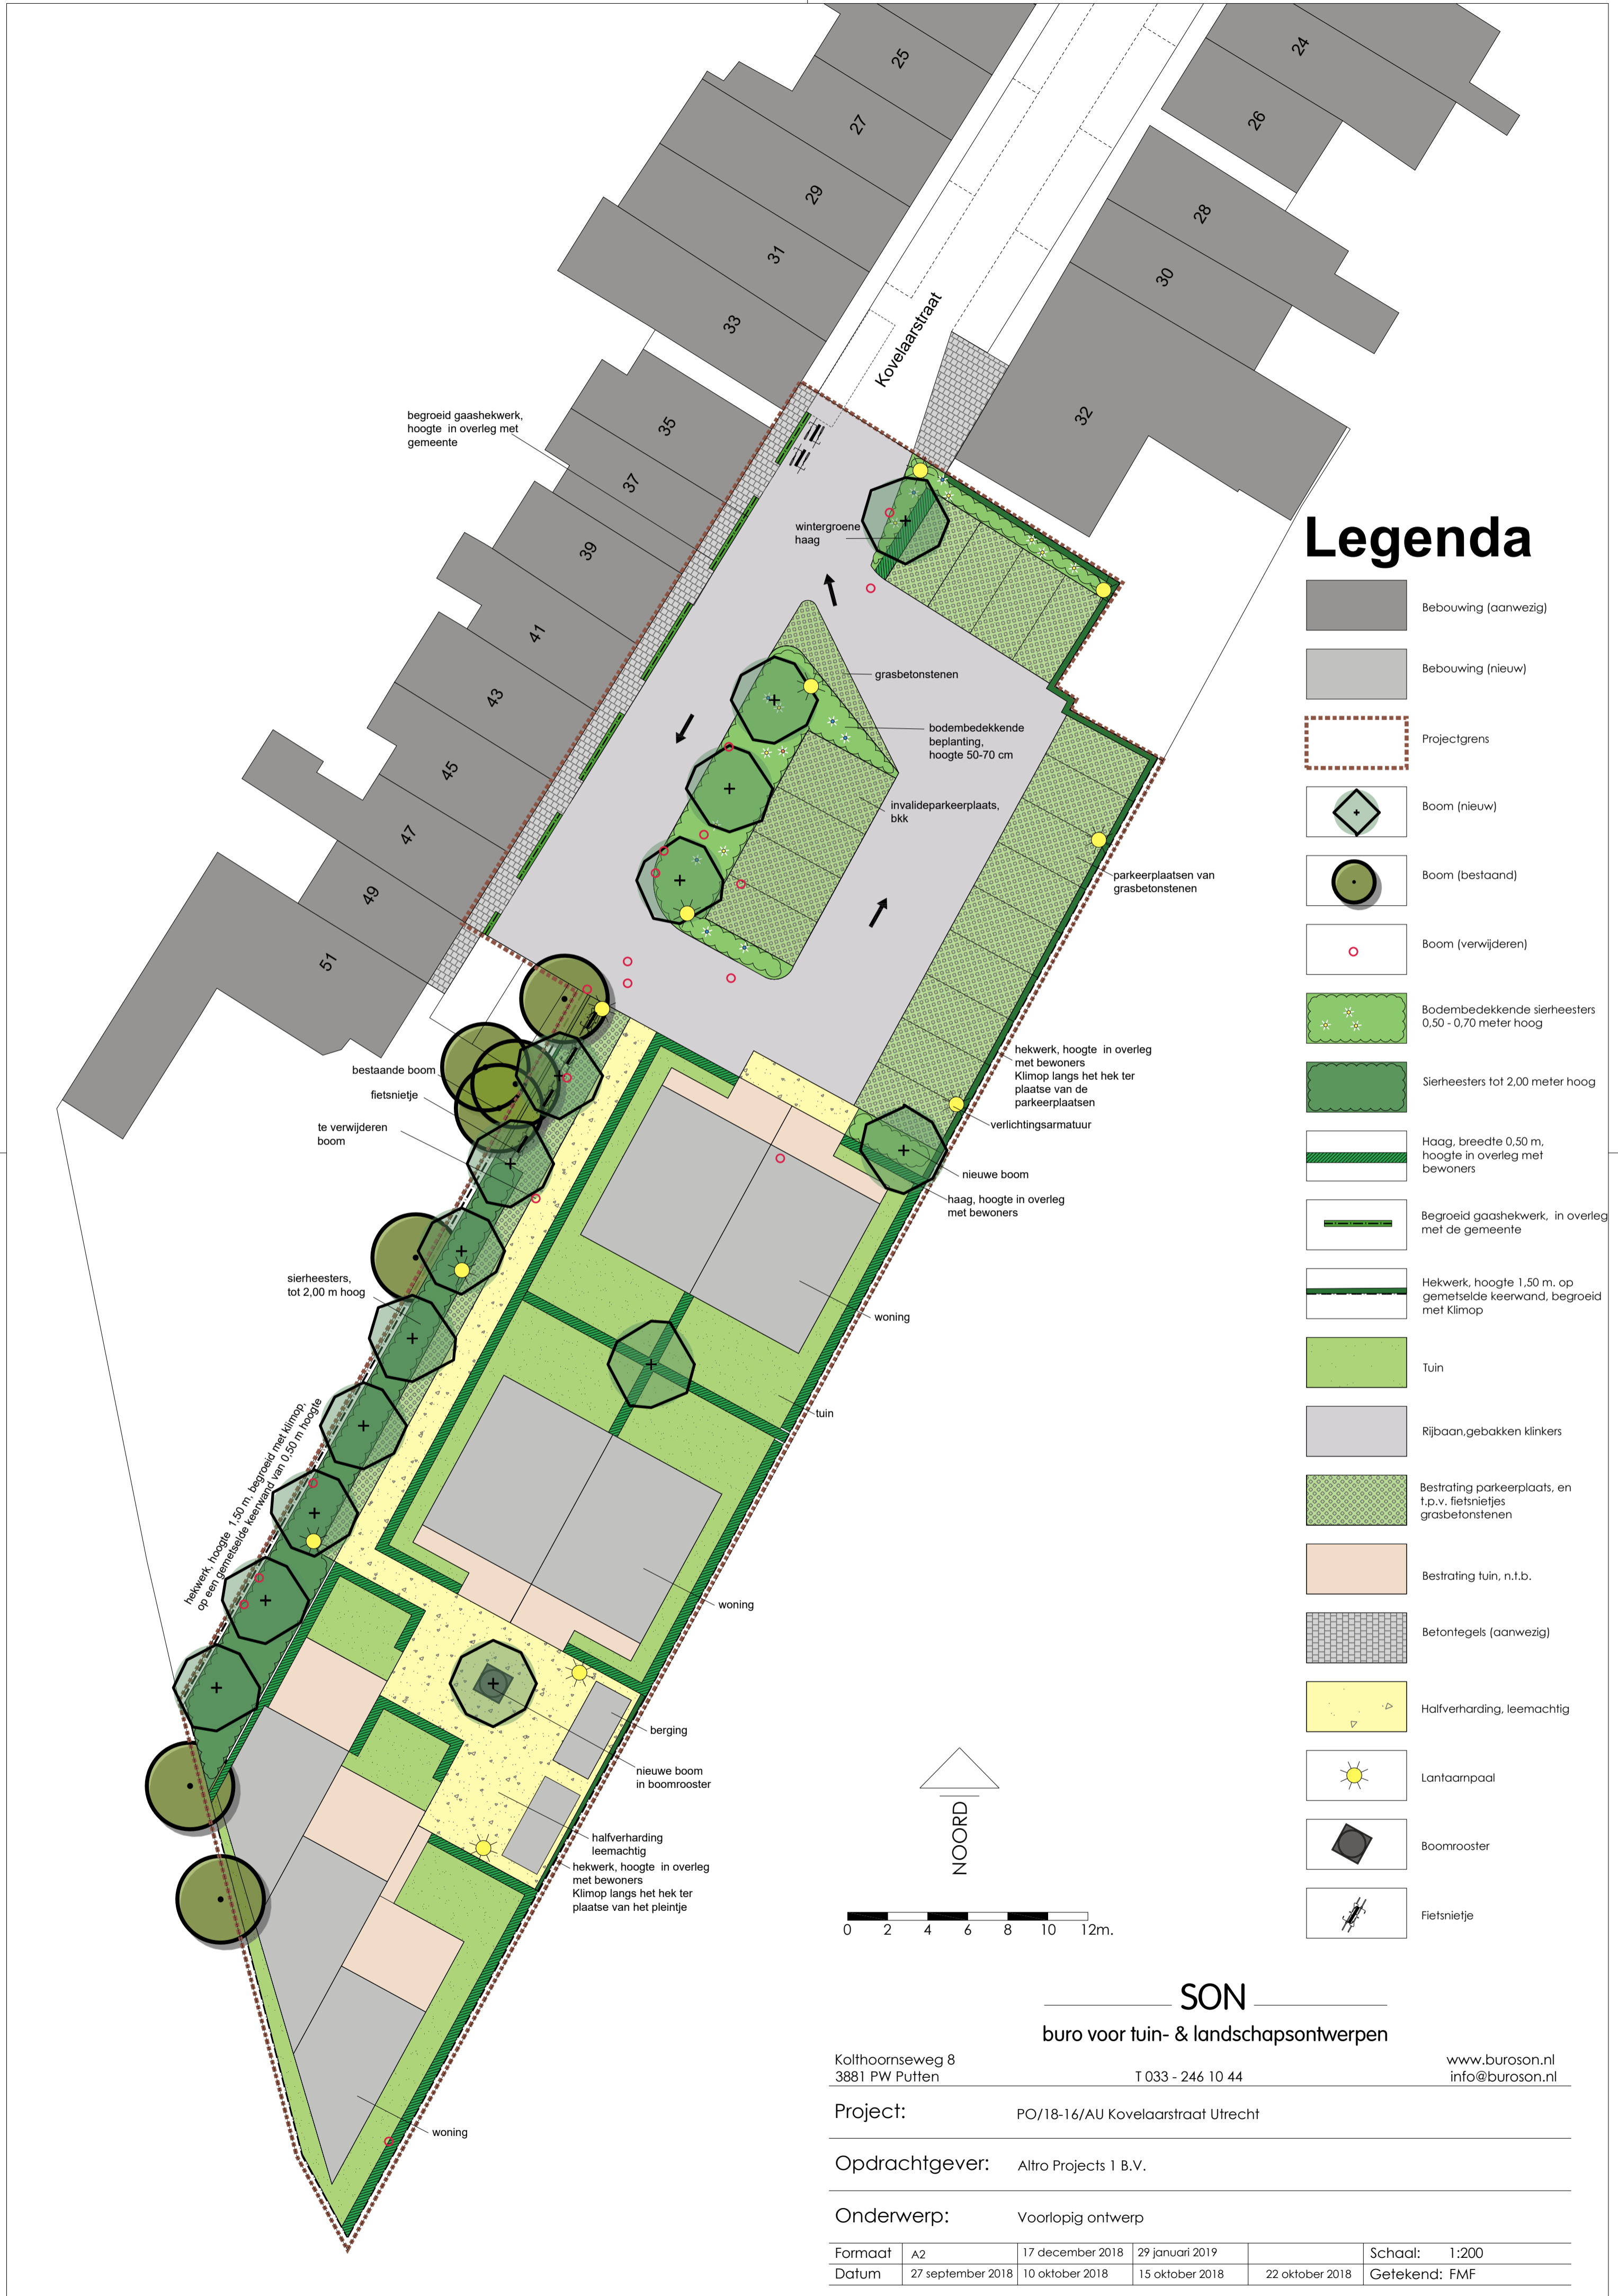 25
27
29
31
33
35
37
39
41
43
45
47
49
51
24
26
28
30
32
Kovelaarstraat
begroeid gaashekwerk,
hoogte in overleg met
gemeente
wintergroene
haag
grasbetonstenen
bodembedekkende
beplanting,
hoogte 50-70 cm
invalideparkeerplaats,
bkk
parkeerplaatsen van
grasbetonstenen
hekwerk, hoogte in overleg
met bewoners
Klimop langs het hek ter
plaatse van de
parkeerplaatsen
verlichtingsarmatuur
nieuwe boom
haag, hoogte in overleg
met bewoners
bestaande boom
fietsnietje
te verwijderen
boom
sierheesters,
tot 2,00 m hoog
hekwerk, hoogte 1,50 m, begroeid met klimop,
op een gemetselde keerwand van 0,50 m hoogte
woning
tuin
woning
berging
nieuwe boom
in boomrooster
halfverharding
leemachtig
hekwerk, hoogte in overleg
met bewoners
Klimop langs het hek ter
plaatse van het pleintje
woning
Legenda
Bebouwing (aanwezig)
Bebouwing (nieuw)
Projectgrens
Boom (nieuw)
Boom (bestaand)
Boom (verwijderen)
Bodembedekkende sierheesters
0,50 - 0,70 meter hoog
Sierheesters tot 2,00 meter hoog
Haag, breedte 0,50 m,
hoogte in overleg met
bewoners
Begroeid gaashekwerk, in overleg
met de gemeente
Hekwerk, hoogte 1,50 m. op
gemetselde keerwand, begroeid
met Klimop
Tuin
Rijbaan,gebakken klinkers
Bestrating parkeerplaats, en
t.p.v. fietsnietjes
grasbetonstenen
Bestrating tuin, n.t.b.
Betontegels (aanwezig)
Halfverharding, leemachtig
Lantaarnpaal
Boomrooster
Fietsnietje
NOORD
0 2 4 6 8 10 12m.
SON
buro voor tuin- & landschapsontwerpen
Kolthoornseweg 8 www.buroson.nl
3881 PW Putten T 033 - 246 10 44 info@buroson.nl
Project: PO/18-16/AU Kovelaarstraat Utrecht
Opdrachtgever: Altro Projects 1 B.V.
Onderwerp: Voorlopig ontwerp
Formaat A2 17 december 2018 29 januari 2019 Schaal: 1:200
Datum 27 september 2018 10 oktober 2018 15 oktober 2018 22 oktober 2018 Getekend: FMF